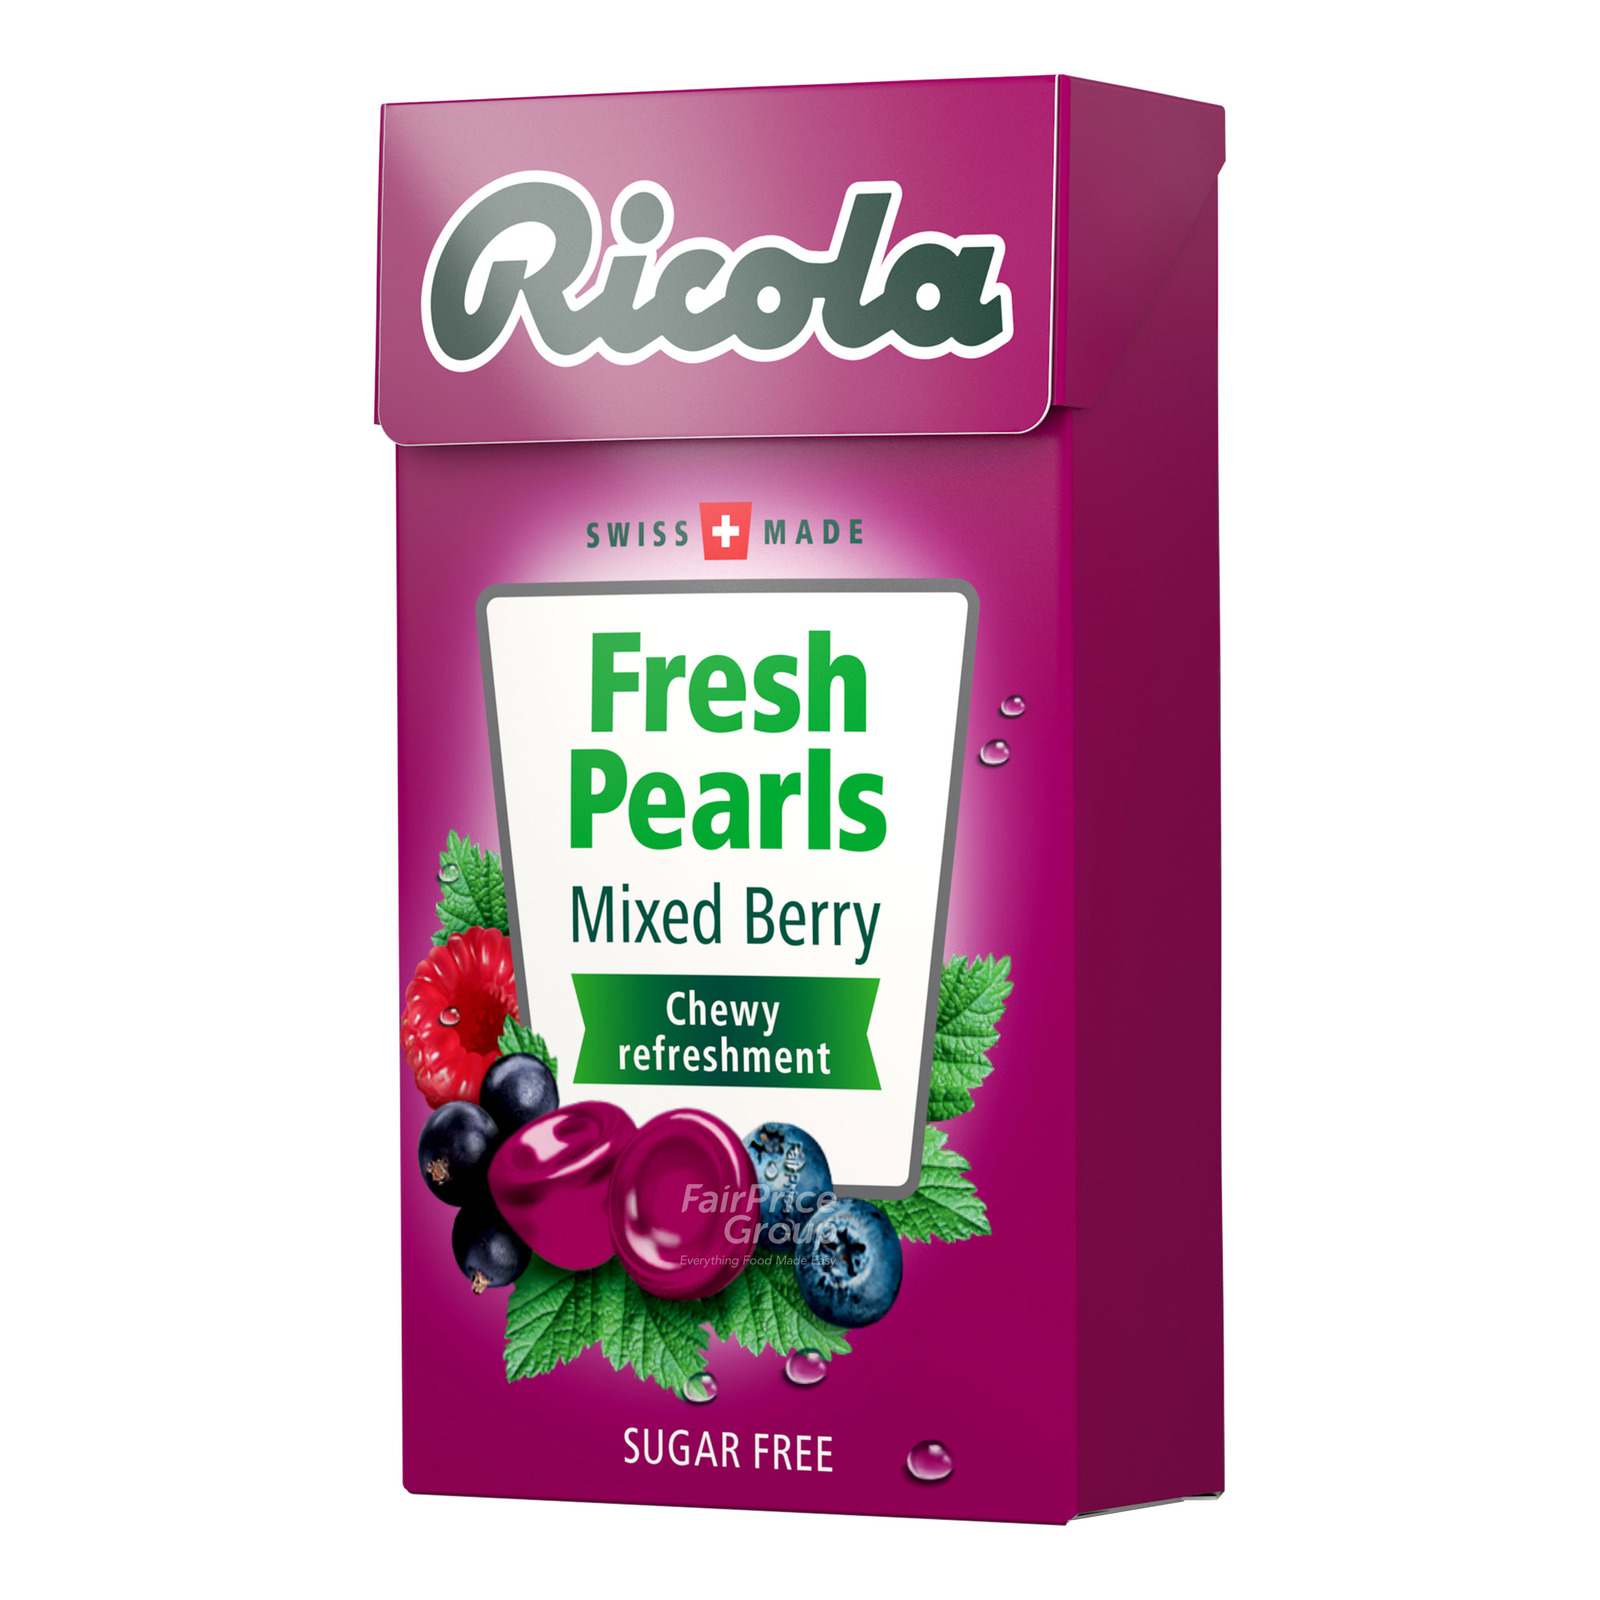 Ricola
SWISS MADE
Fresh
Pearls
Mixed Berry
Chewy
refreshment
FairPrice
Group
Everything Food Made Easy
SUGAR FREE